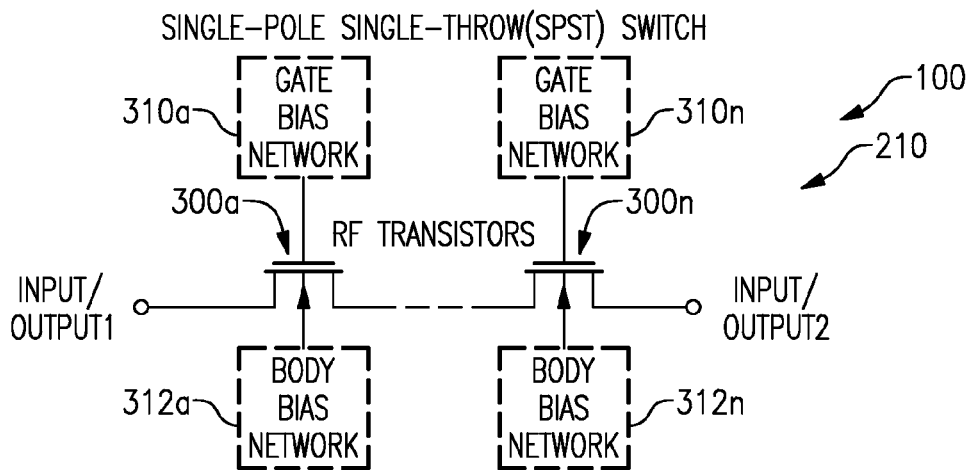 SINGLE-POLE SINGLE-THROW(SPST) SWITCH
310a
GATE
BIAS
NETWORK
GATE
BIAS
NETWORK
310n
100
210
300a
RF TRANSISTORS
300n
INPUT/
OUTPUT1
INPUT/
OUTPUT2
312a
BODY
BIAS
NETWORK
BODY
BIAS
NETWORK
312n